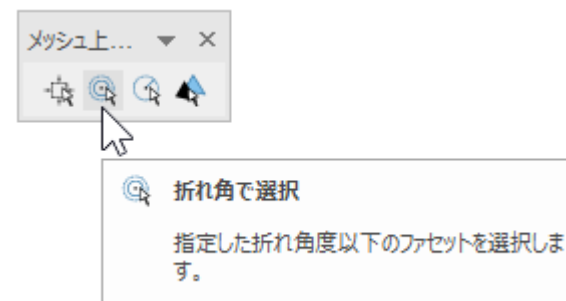 メッシュ上...
折れ角で選択
指定した折れ角度以下のファセットを選択しま
す。